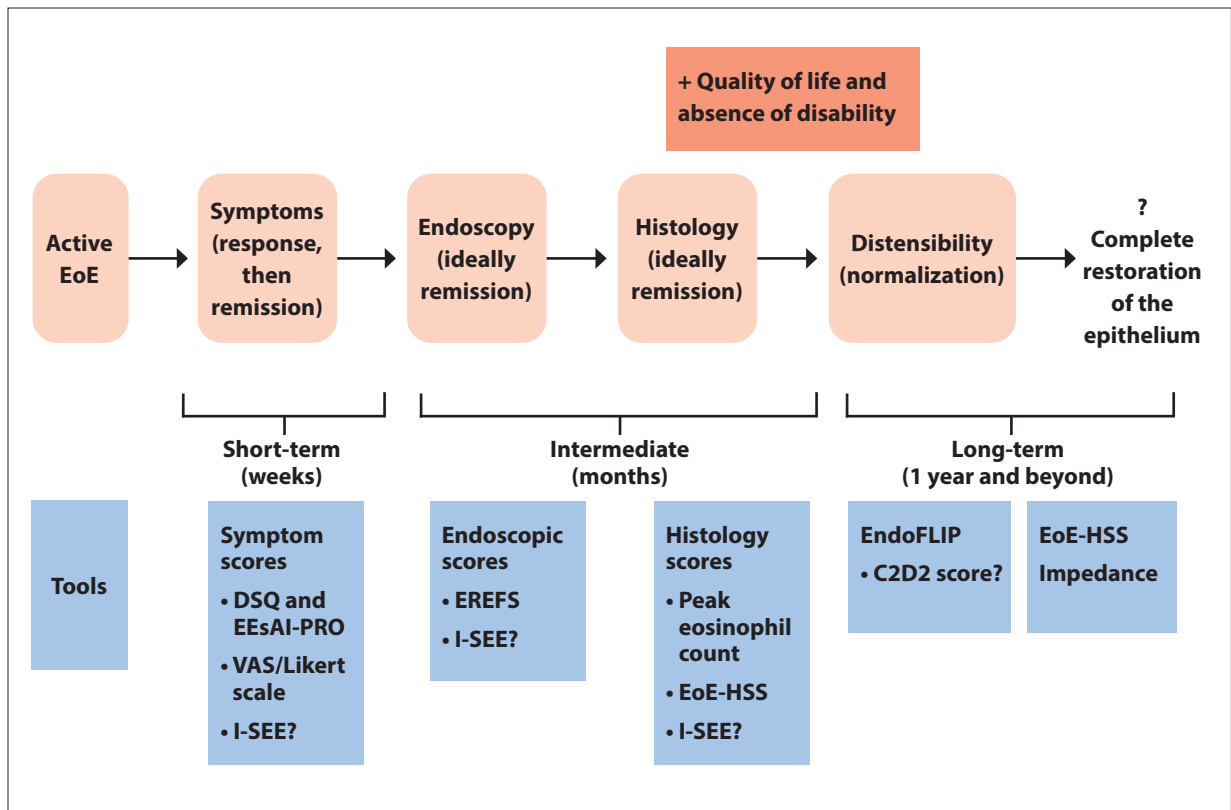 + Quality of life and
absence of disability
Active
EoE
Symptoms
(response,
then
remission)
Endoscopy
(ideally
remission)
Histology
(ideally
remission)
Distensibility
(normalization)
?
Complete
restoration
of the
epithelium
Short-term
(weeks)
Intermediate
(months)
Long-term
(1 year and beyond)
Tools
Symptom
scores
• DSQ and
EEsAI-PRO
• VAS/Likert
scale
• I-SEE?
Endoscopic
scores
• EREFS
• I-SEE?
Histology
scores
• Peak
eosinophil
count
• EoE-HSS
• I-SEE?
EndoFLIP
• C2D2 score?
EoE-HSS
Impedance